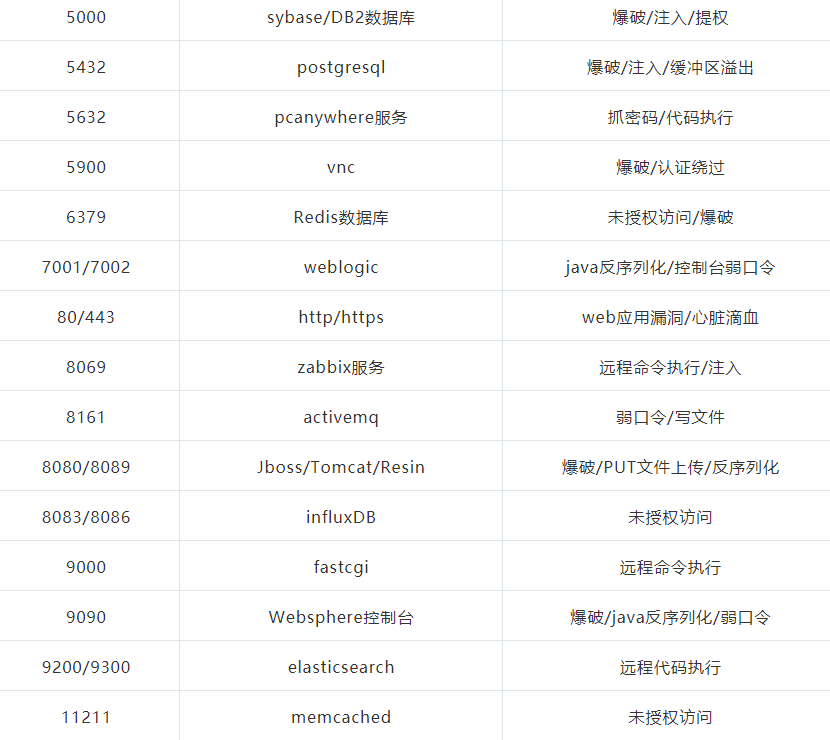 5000 sybase/DB2数据库 爆破/注入/提权
5432 postgresql 爆破/注入/缓冲区溢出
5632 pcanywhere服务 抓密码/代码执行
5900 vnc 爆破/认证绕过
6379 Redis数据库 未授权访问/爆破
7001/7002 weblogic java反序列化/控制台弱口令
80/443 http/https web应用漏洞/心脏滴血
8069 zabbix服务 远程命令执行/注入
8161 activemq 弱口令/写文件
8080/8089 Jboss/Tomcat/Resin 爆破/PUT文件上传/反序列化
8083/8086 influxDB 未授权访问
9000 fastcgi 远程命令执行
9090 Websphere控制台 爆破/java反序列化/弱口令
9200/9300 elasticsearch 远程代码执行
11211 memcached 未授权访问